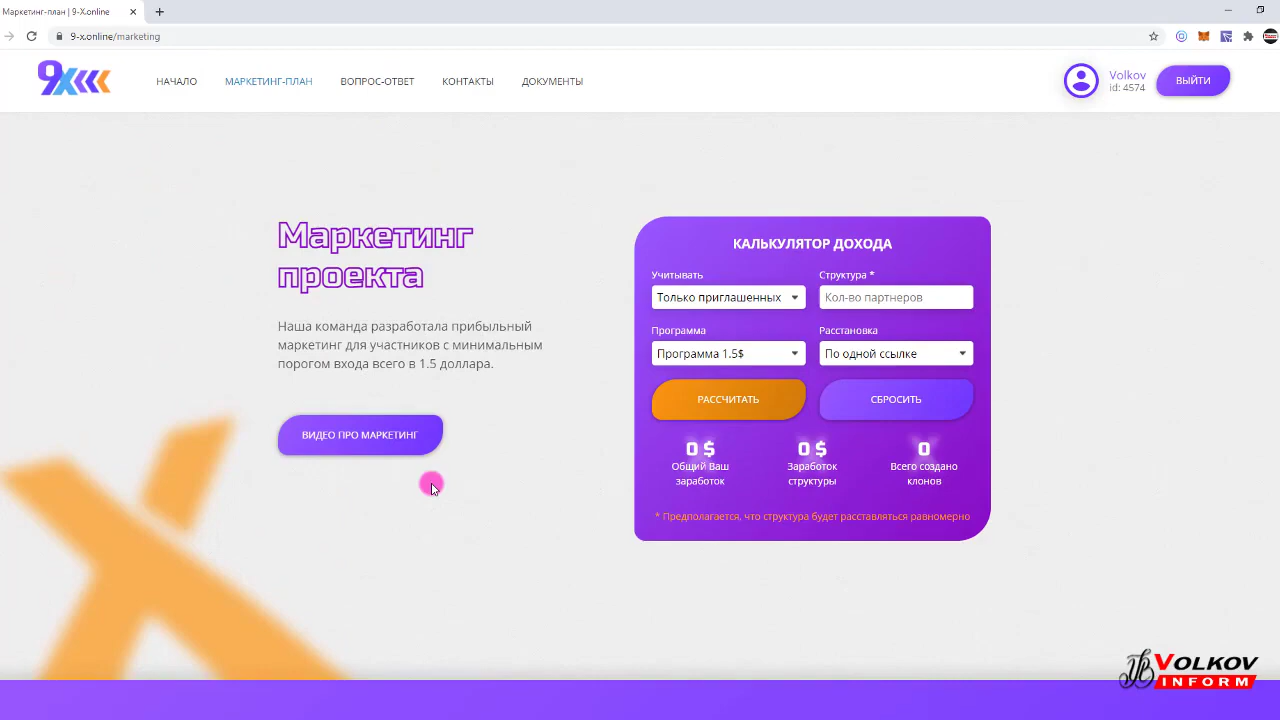 Маркетинг-план | 9-X.online
9-x.online/marketing
9X
НАЧАЛО
МАРКЕТИНГ-ПЛАН
ВОПРОС-ОТВЕТ
КОНТАКТЫ
ДОКУМЕНТЫ
Volkov
id: 4574
ВЫЙТИ
Маркетинг
проекта
Наша команда разработала прибыльный
маркетинг для участников с минимальным
порогом входа всего в 1.5 доллара.
ВИДЕО ПРО МАРКЕТИНГ
КАЛЬКУЛЯТОР ДОХОДА
Учитывать
Структура *
Только приглашенных
Кол-во партнеров
Программа
Расстановка
Программа 1.5$
По одной ссылке
РАССЧИТАТЬ
СБРОСИТЬ
0 $
Общий Ваш
заработок
0 $
Заработок
структуры
0
Всего создано
клонов
* Предполагается, что структура будет расставляться равномерно
VOLKOV
INFORM